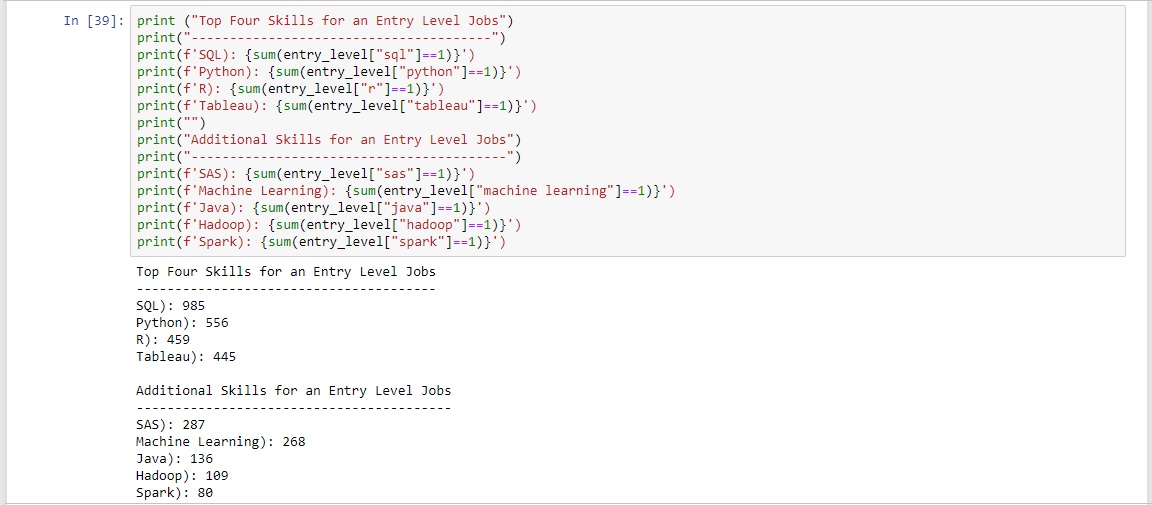 In [39]: print ("Top Four Skills for an Entry Level Jobs")
print("---------------------------------------")
print(f'SQL): {sum(entry_level["sql"]==1)}')
print(f'Python): {sum(entry_level["python"]==1)}')
print(f'R): {sum(entry_level["r"]==1)}')
print(f'Tableau): {sum(entry_level["tableau"]==1)}')
print("")
print("Additional Skills for an Entry Level Jobs")
print("-----------------------------------------")
print(f'SAS): {sum(entry_level["sas"]==1)}')
print(f'Machine Learning): {sum(entry_level["machine learning"]==1)}')
print(f'Java): {sum(entry_level["java"]==1)}')
print(f'Hadoop): {sum(entry_level["hadoop"]==1)}')
print(f'Spark): {sum(entry_level["spark"]==1)}')
Top Four Skills for an Entry Level Jobs
---------------------------------------
SQL): 985
Python): 556
R): 459
Tableau): 445

Additional Skills for an Entry Level Jobs
-----------------------------------------
SAS): 287
Machine Learning): 268
Java): 136
Hadoop): 109
Spark): 80